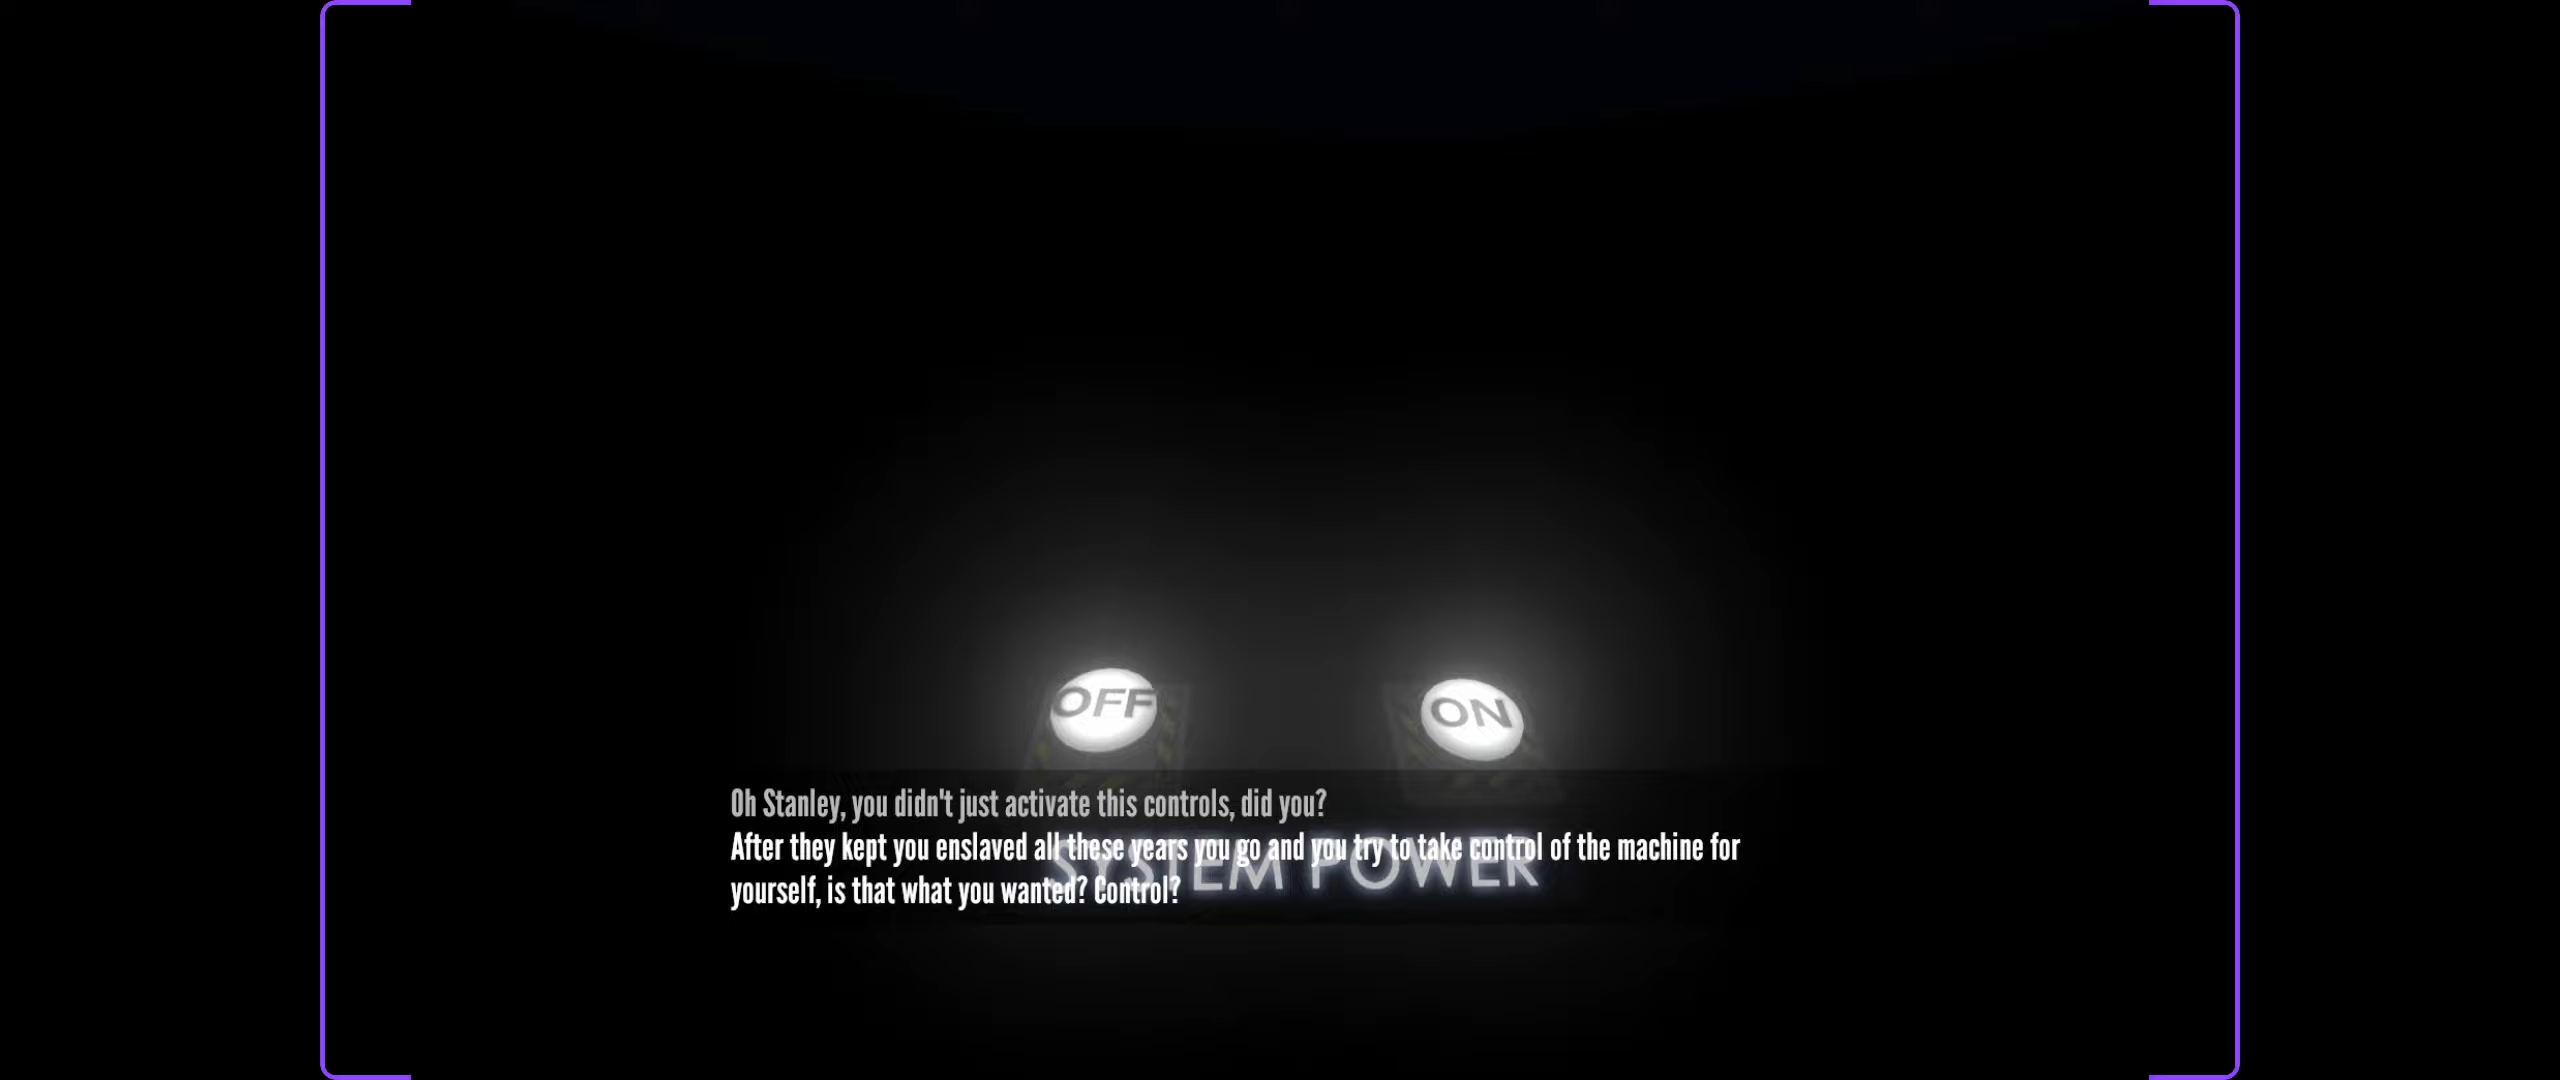 OFF
ON
Oh Stanley, you didn't just activate this controls, did you?
After they kept you enslaved all these years you go and you try to take control of the machine for
yourself, is that what you wanted? Control?
SYSTEM POWER